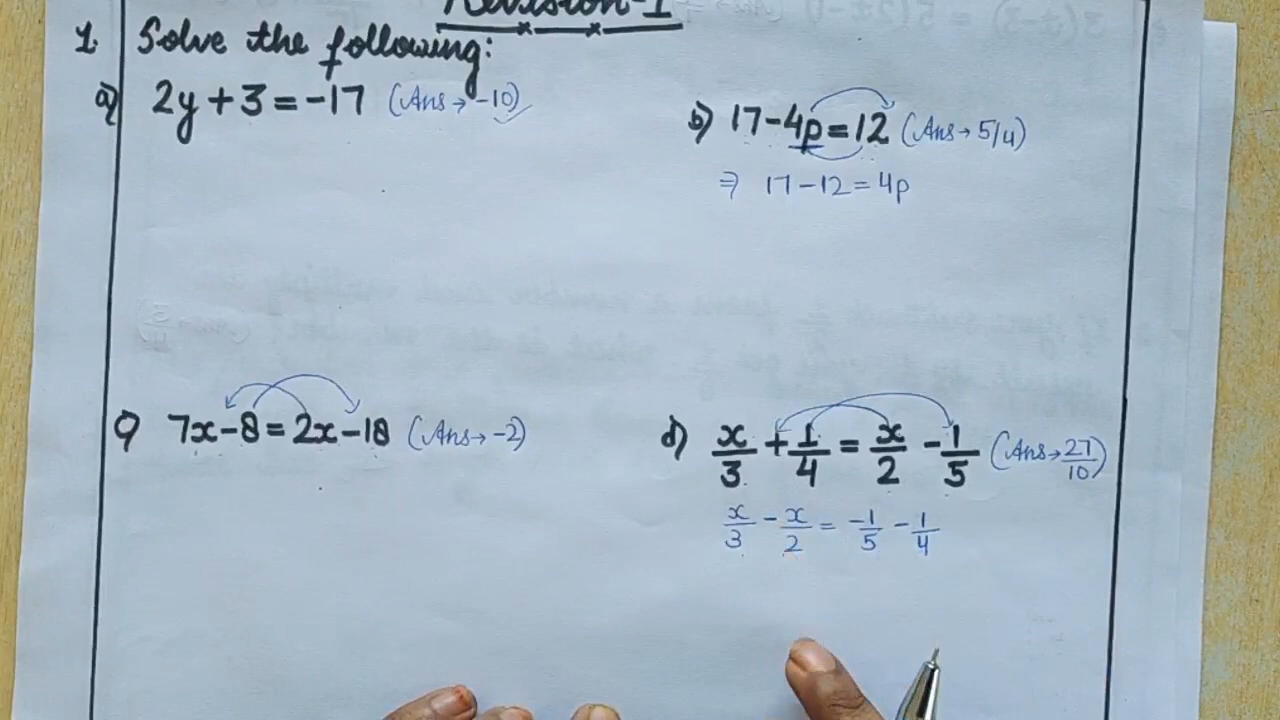 Revision-1
1. Solve the following:
a) 2y + 3 = -17 (Ans → -10)
b) 17 - 4p = 12 (Ans → 5/4)
⇒ 17 - 12 = 4p
c) 7x - 8 = 2x - 18 (Ans → -2)
d) x/3 + 1/4 = x/2 - 1/5 (Ans → 27/10)
x/3 - x/2 = -1/5 - 1/4